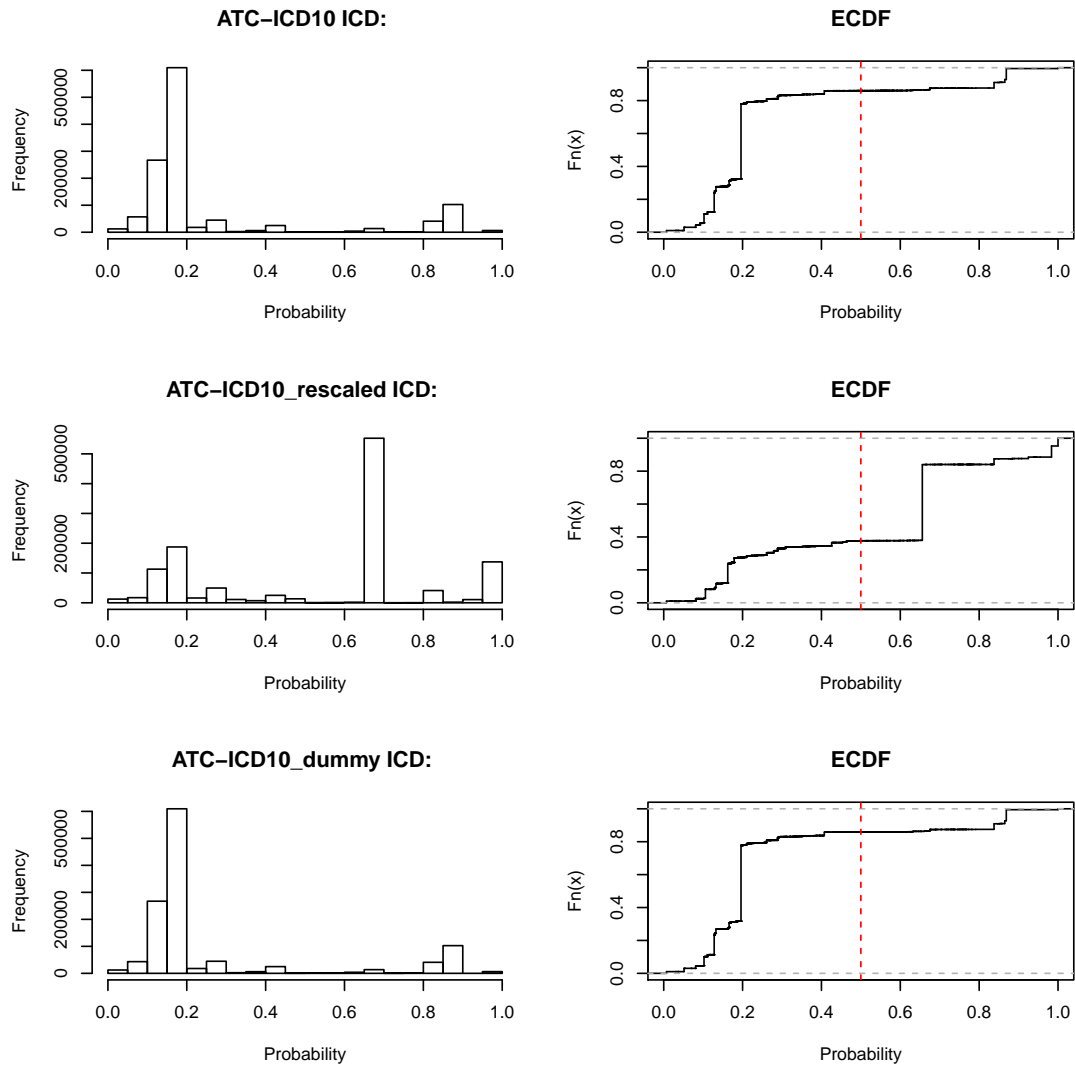 ATC−ICD10 ICD:
Frequency
0 200000 500000
0.0 0.2 0.4 0.6 0.8 1.0
Probability
ECDF
Fn(x)
0.0 0.4 0.8
0.0 0.2 0.4 0.6 0.8 1.0
Probability
ATC−ICD10_rescaled ICD:
Frequency
0 200000 500000
0.0 0.2 0.4 0.6 0.8 1.0
Probability
ECDF
Fn(x)
0.0 0.4 0.8
0.0 0.2 0.4 0.6 0.8 1.0
Probability
ATC−ICD10_dummy ICD:
Frequency
0 200000 500000
0.0 0.2 0.4 0.6 0.8 1.0
Probability
ECDF
Fn(x)
0.0 0.4 0.8
0.0 0.2 0.4 0.6 0.8 1.0
Probability